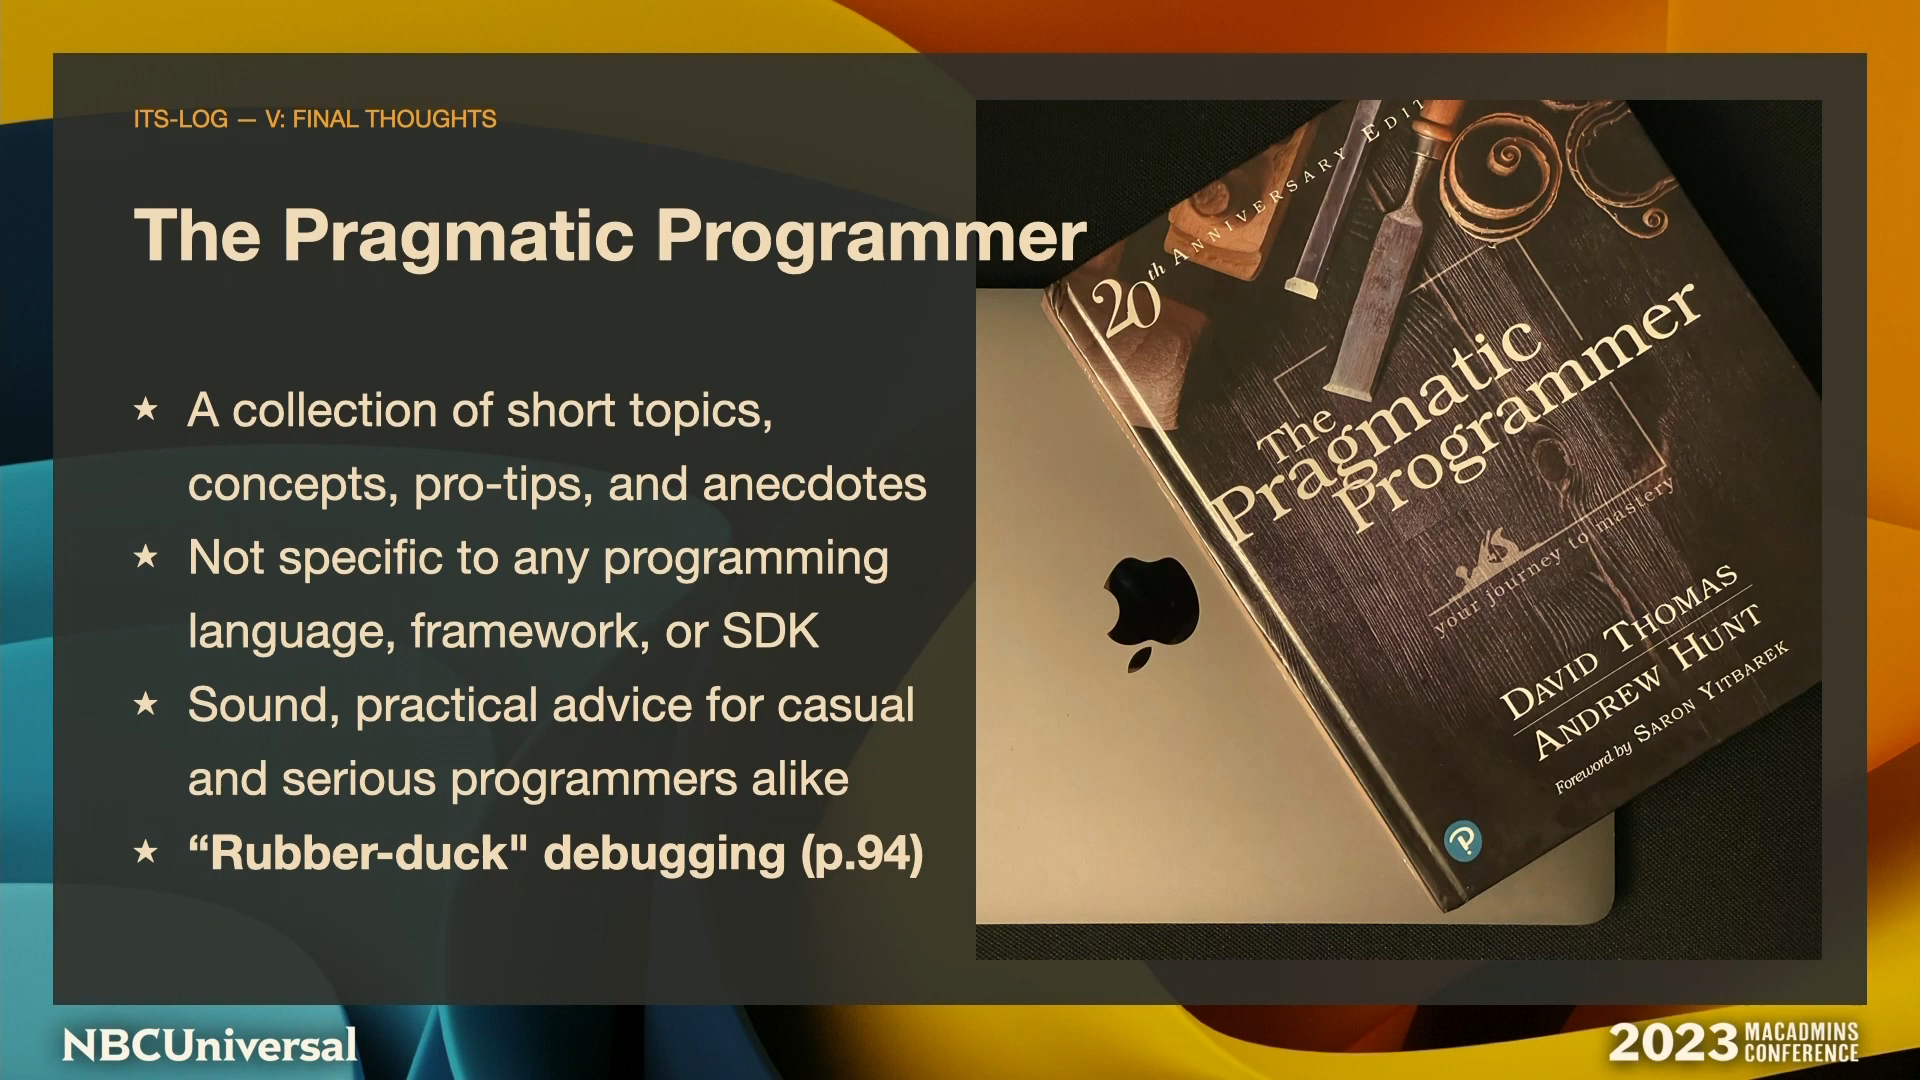 ITS-LOG — V: FINAL THOUGHTS
The Pragmatic Programmer
★ A collection of short topics,
concepts, pro-tips, and anecdotes
★ Not specific to any programming
language, framework, or SDK
★ Sound, practical advice for casual
and serious programmers alike
★ “Rubber-duck" debugging (p.94)
20th ANNIVERSARY EDIT
The
Pragmatic
Programmer
your journey to mastery
DAVID THOMAS
ANDREW HUNT
Foreword by SARON YITBAREK
P
NBCUniversal
2023 MACADMINS
CONFERENCE